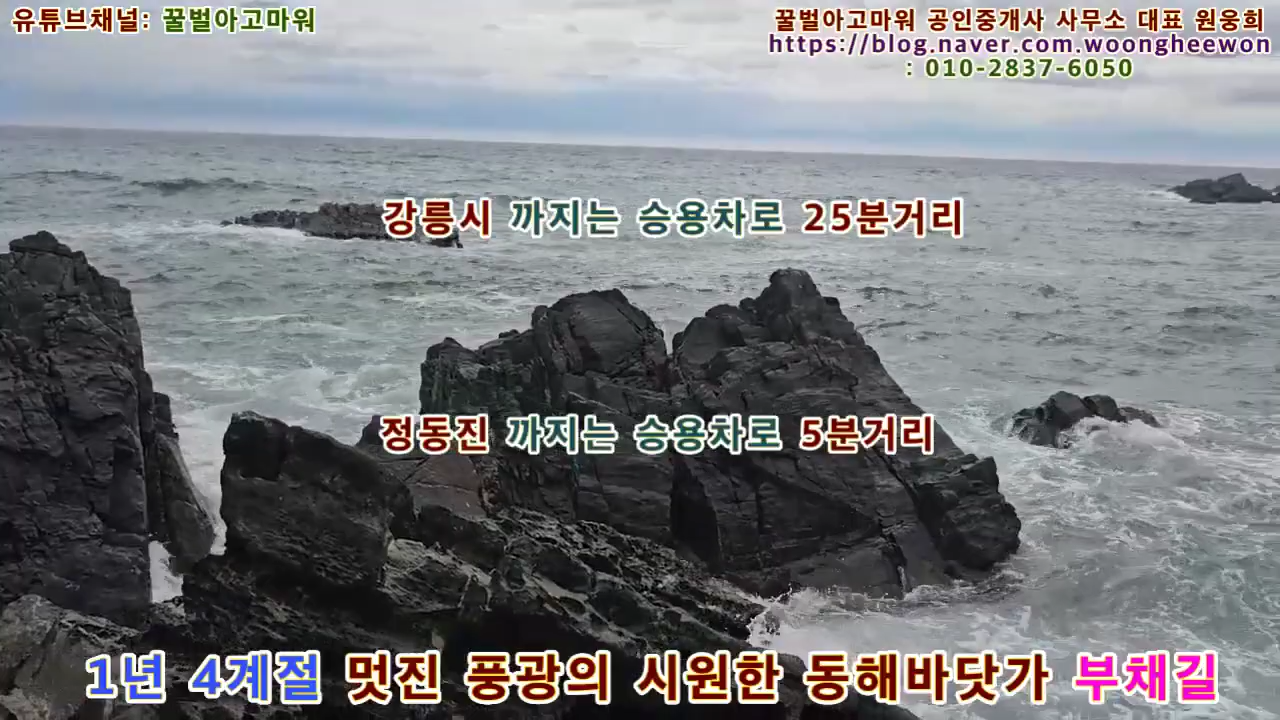 유튜브채널: 꿀벌아고마워
꿀벌아고마워 공인중개사 사무소 대표 원웅희
https://blog.naver.com.woongheewon
: 010-2837-6050
강릉시 까지는 승용차로 25분거리
정동진 까지는 승용차로 5분거리
1년 4계절 멋진 풍광의 시원한 동해바닷가 부채길